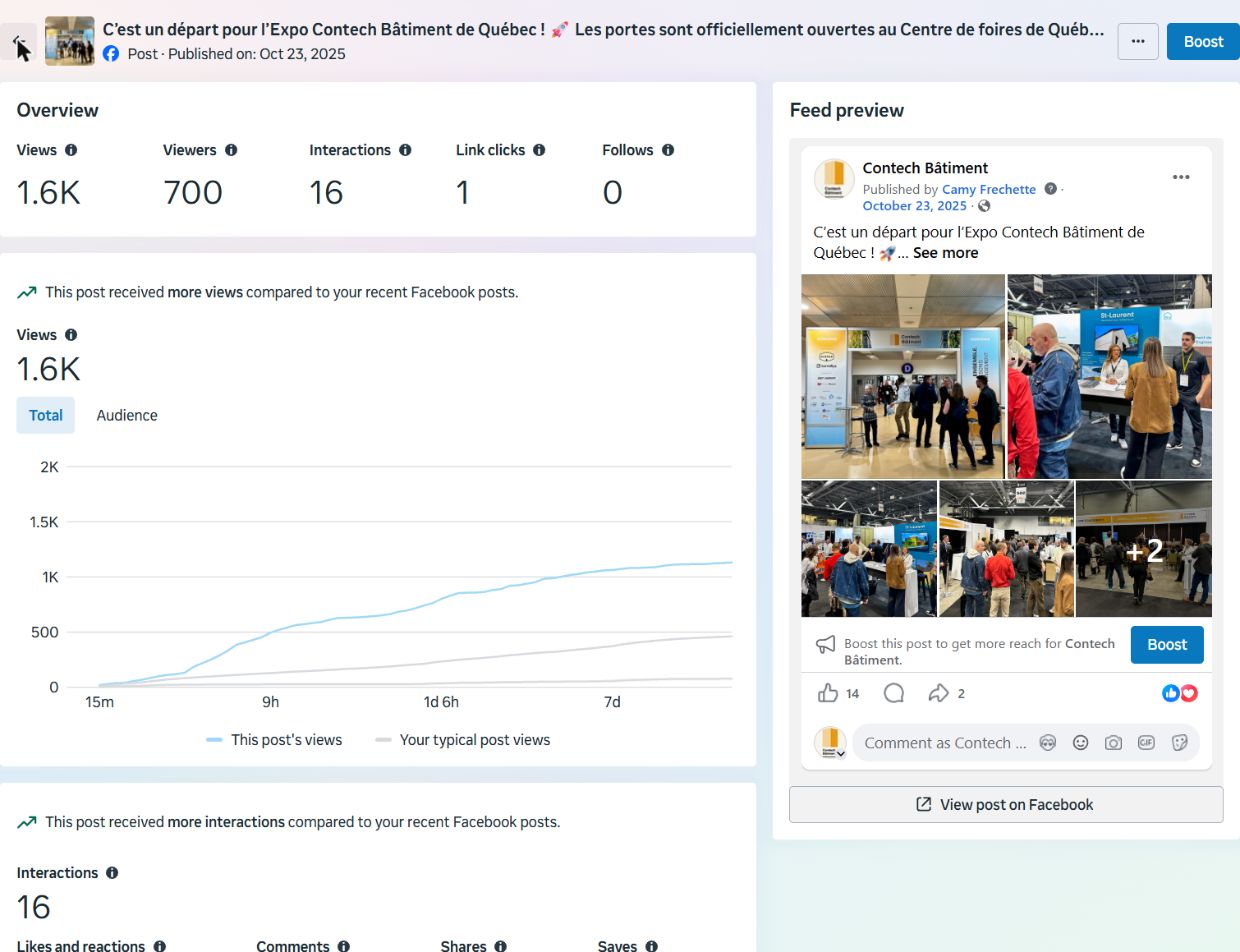 C'est un départ pour l'Expo Contech Bâtiment de Québec ! 🚀 Les portes sont officiellement ouvertes au Centre de foires de Québ...
Post · Published on: Oct 23, 2025
...
Boost
Overview
Views
Viewers
Interactions
Link clicks
Follows
1.6K
700
16
1
0
This post received more views compared to your recent Facebook posts.
Views
1.6K
Total
Audience
2K
1.5K
1K
500
0
15m
9h
1d 6h
7d
This post's views
Your typical post views
This post received more interactions compared to your recent Facebook posts.
Interactions
16
Likes and reactions
Comments
Shares
Saves
Feed preview
Contech Bâtiment
Published by Camy Frechette ·
October 23, 2025 ·
C'est un départ pour l'Expo Contech Bâtiment de
Québec ! 🚀... See more
Contech
Bâtiment
D
ENSEMBLE
St-Laurent
+2
Boost this post to get more reach for Contech
Bâtiment.
Boost
14
2
Comment as Contech ...
GIF
View post on Facebook